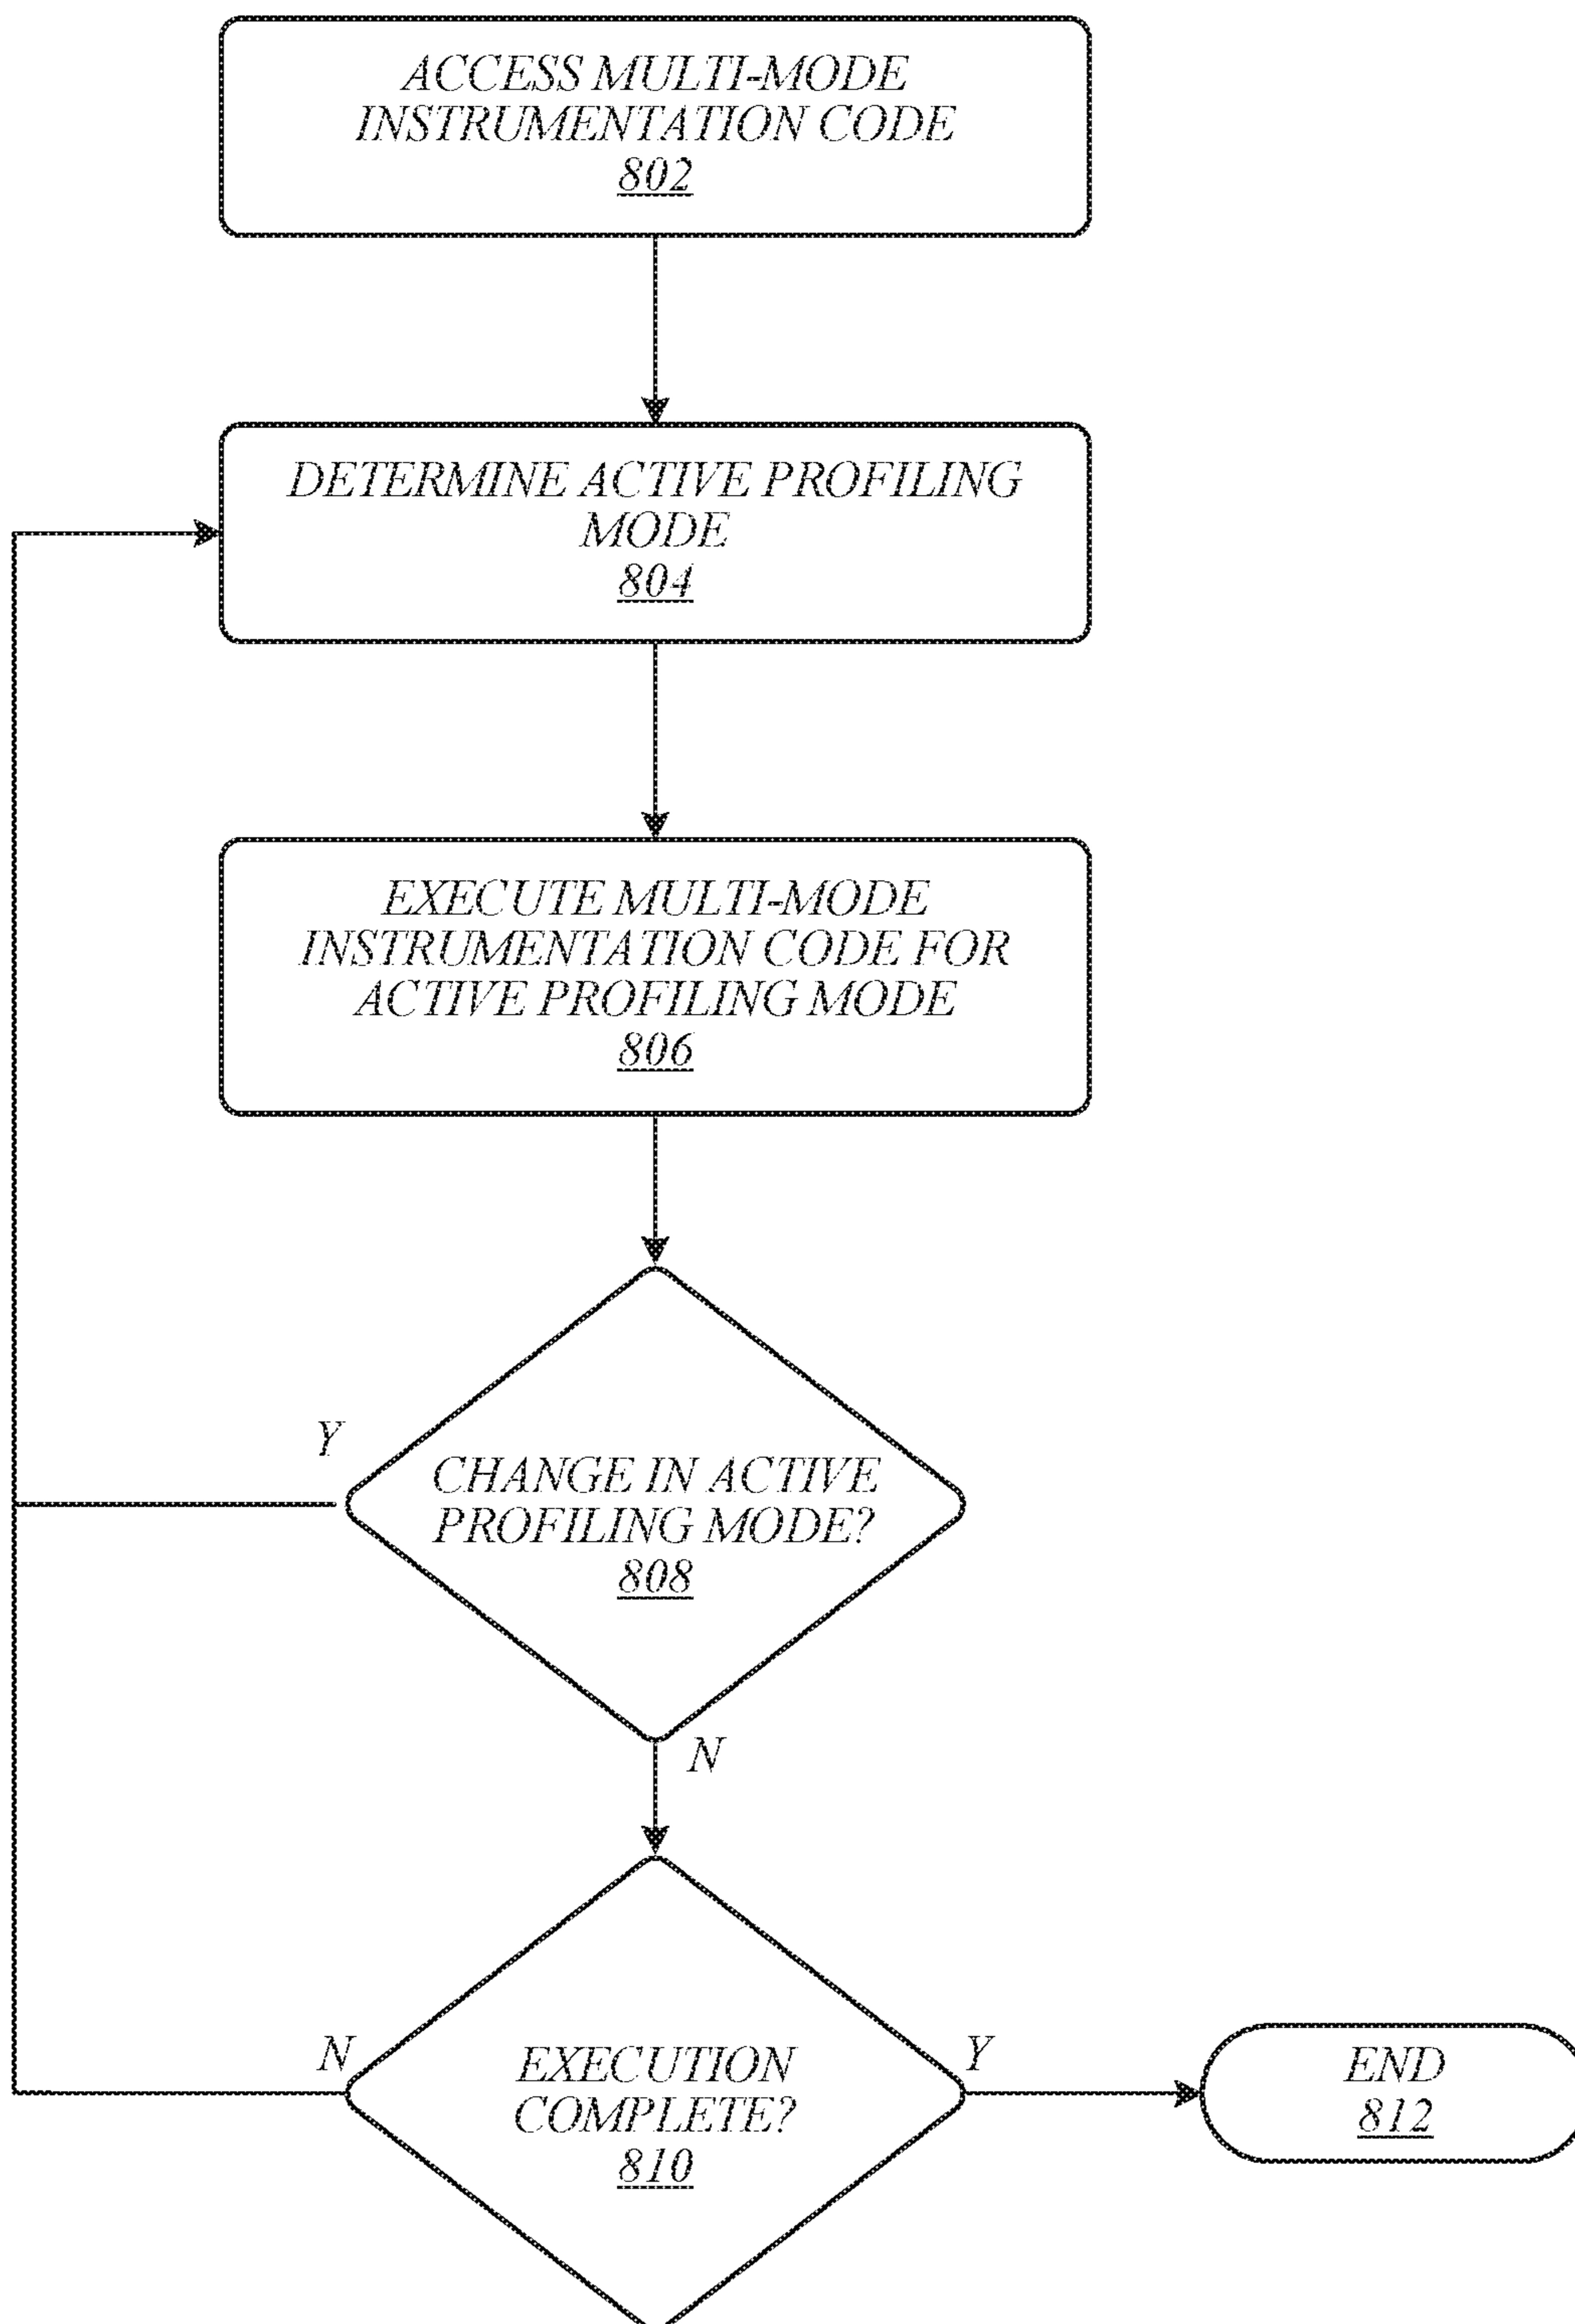 ACCESS MULTI-MODE
INSTRUMENTATION CODE
802
DETERMINE ACTIVE PROFILING
MODE
804
EXECUTE MULTI-MODE
INSTRUMENTATION CODE FOR
ACTIVE PROFILING MODE
806
Y
CHANGE IN ACTIVE
PROFILING MODE?
808
N
N
EXECUTION
COMPLETE?
810
Y
END
812